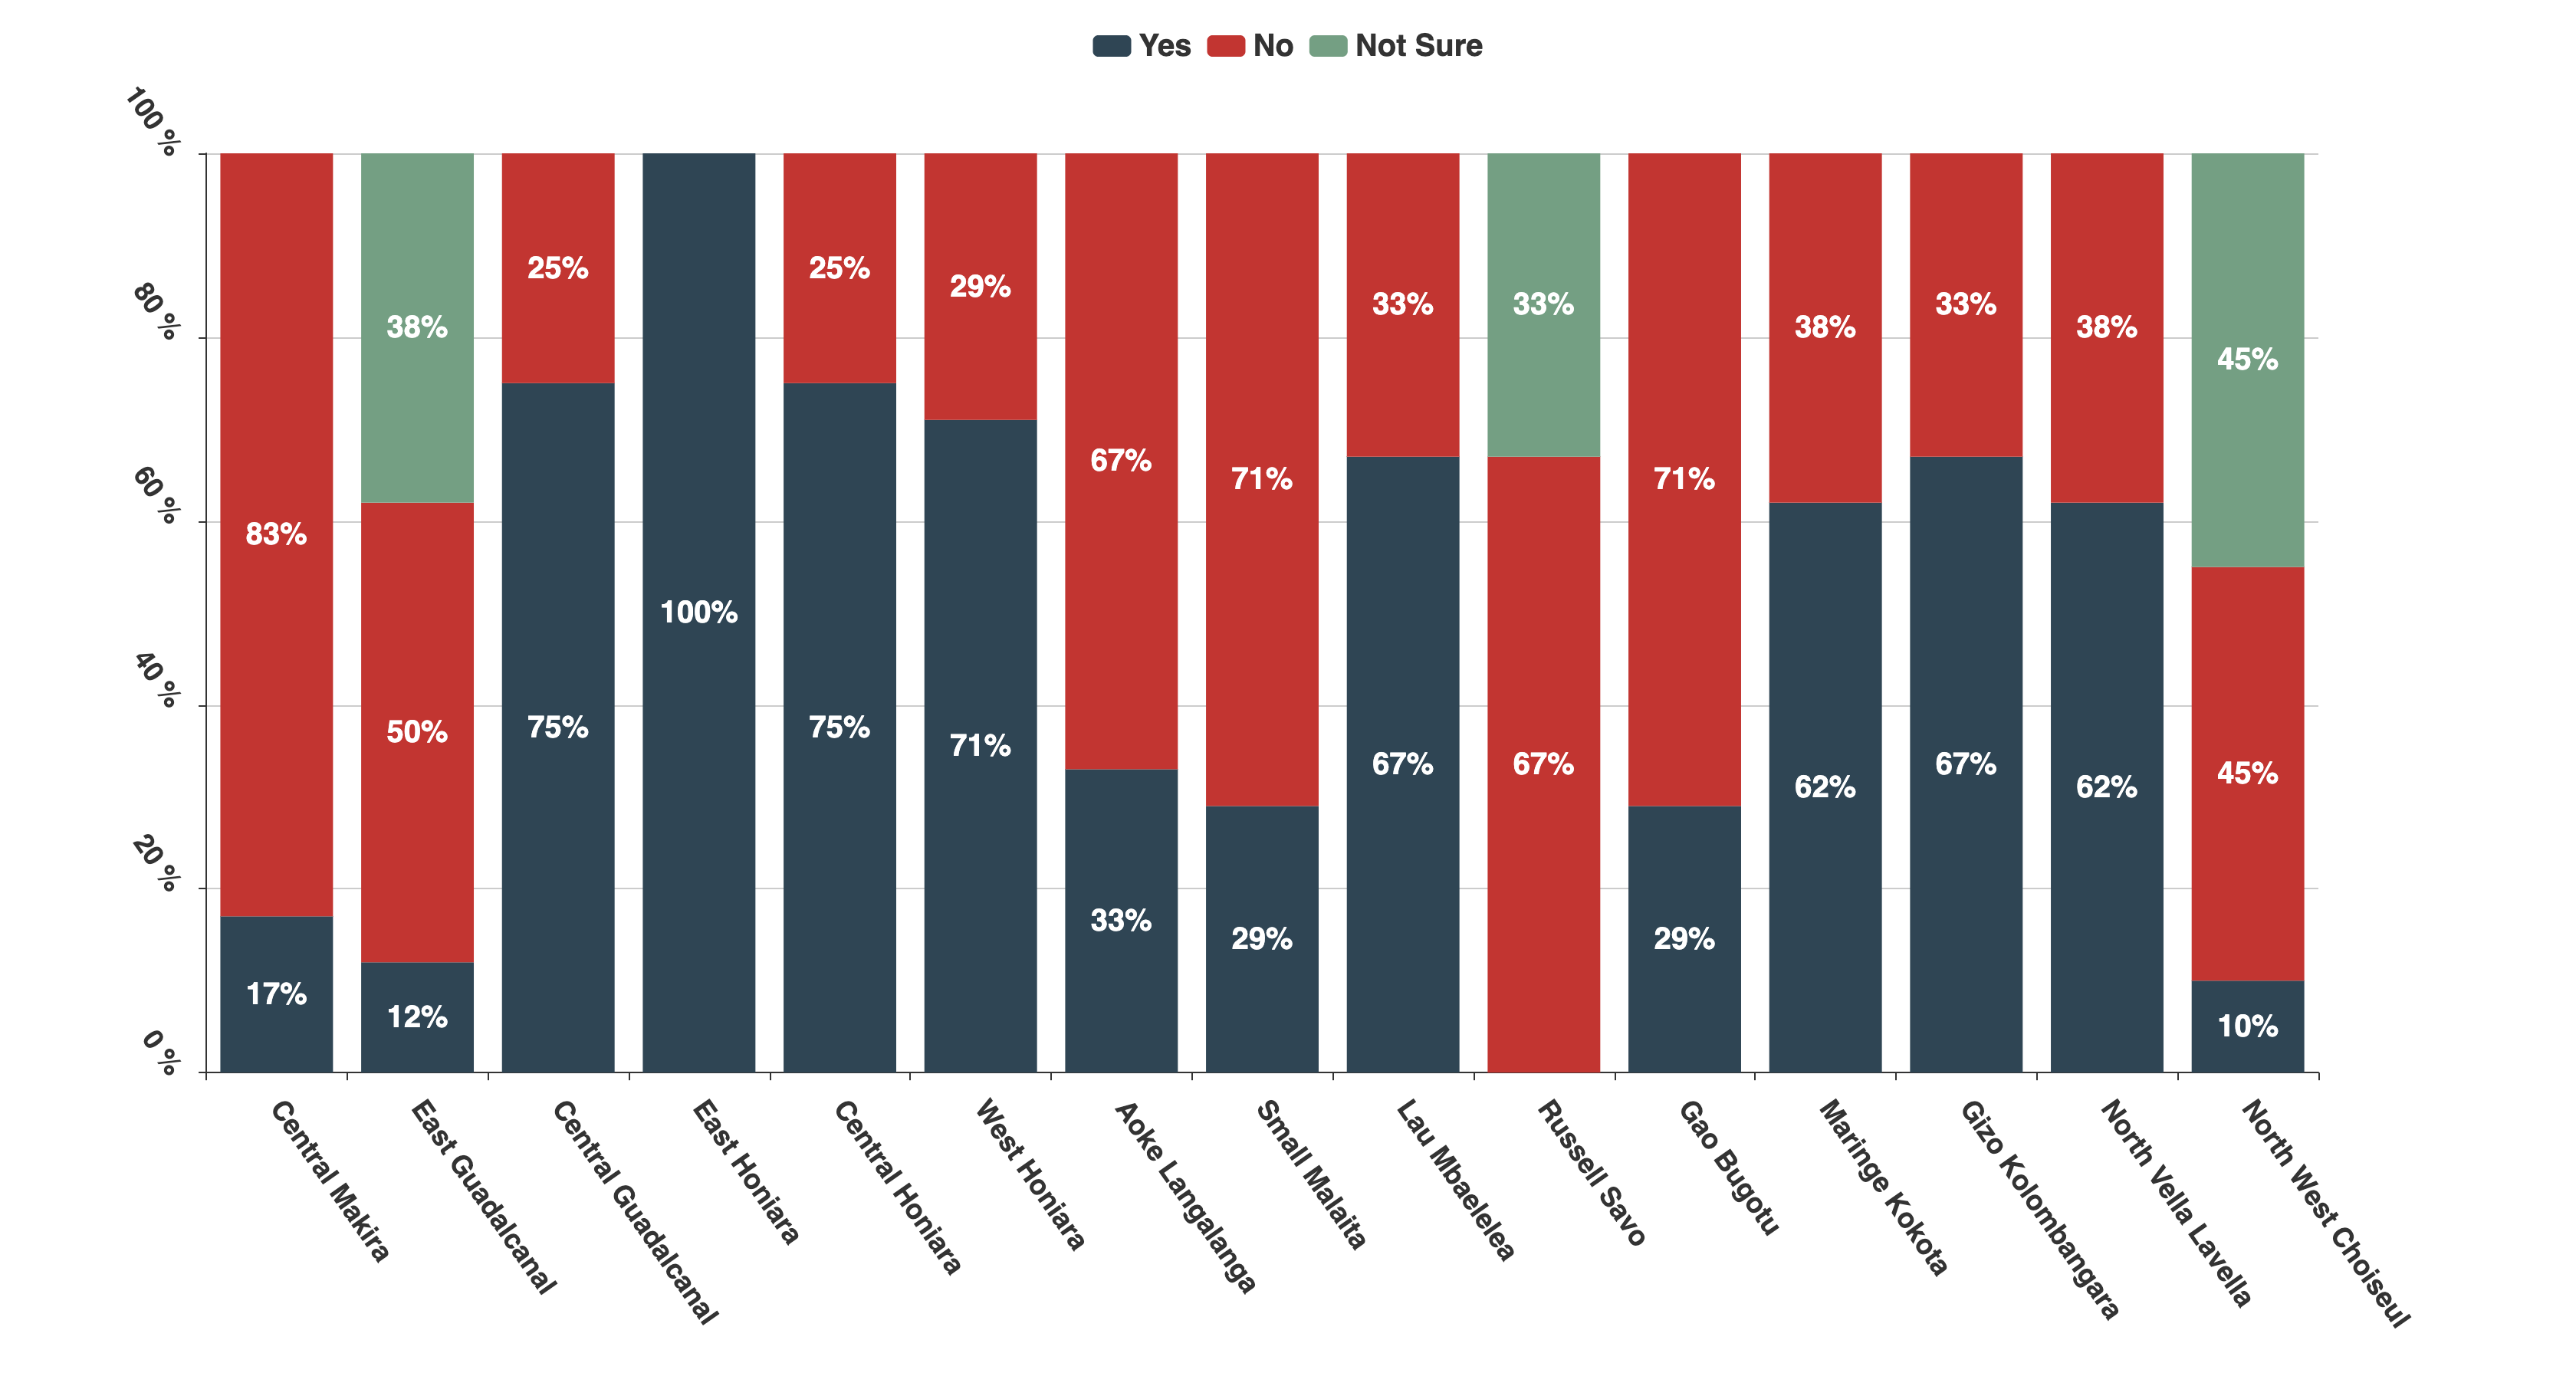 Yes No Not Sure
100 %
80 %
60 %
40 %
20 %
0 %
83%
17%
38%
50%
12%
25%
75%
100%
25%
75%
29%
71%
67%
33%
71%
29%
33%
67%
33%
67%
71%
29%
38%
62%
33%
67%
38%
62%
45%
45%
10%
Central Makira
East Guadalcanal
Central Guadalcanal
East Honiara
Central Honiara
West Honiara
Aoke Langalanga
Small Malaita
Lau Mbaelelea
Russell Savo
Gao Bugotu
Maringe Kokota
Gizo Kolombangara
North Vella Lavella
North West Choiseul